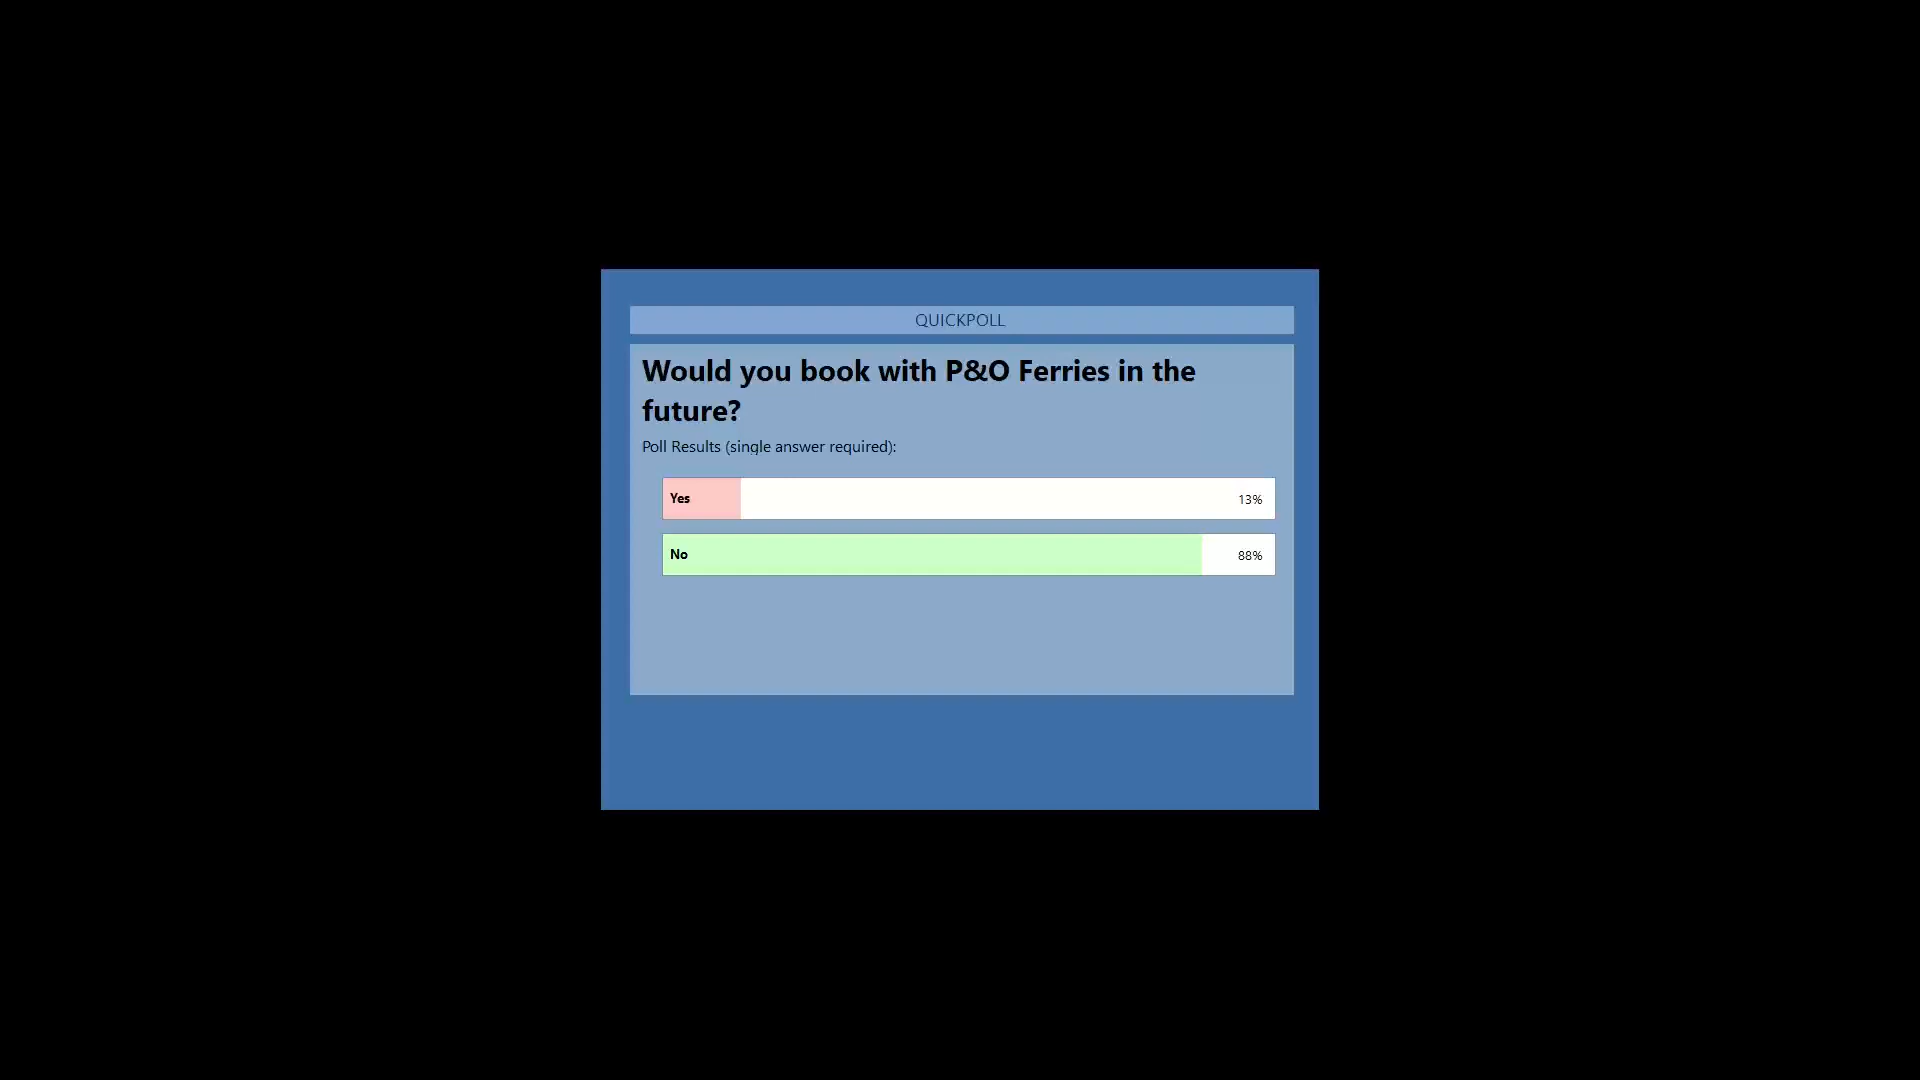 QUICKPOLL
Would you book with P&O Ferries in the
future?
Poll Results (single answer required):
Yes 13%
No 88%